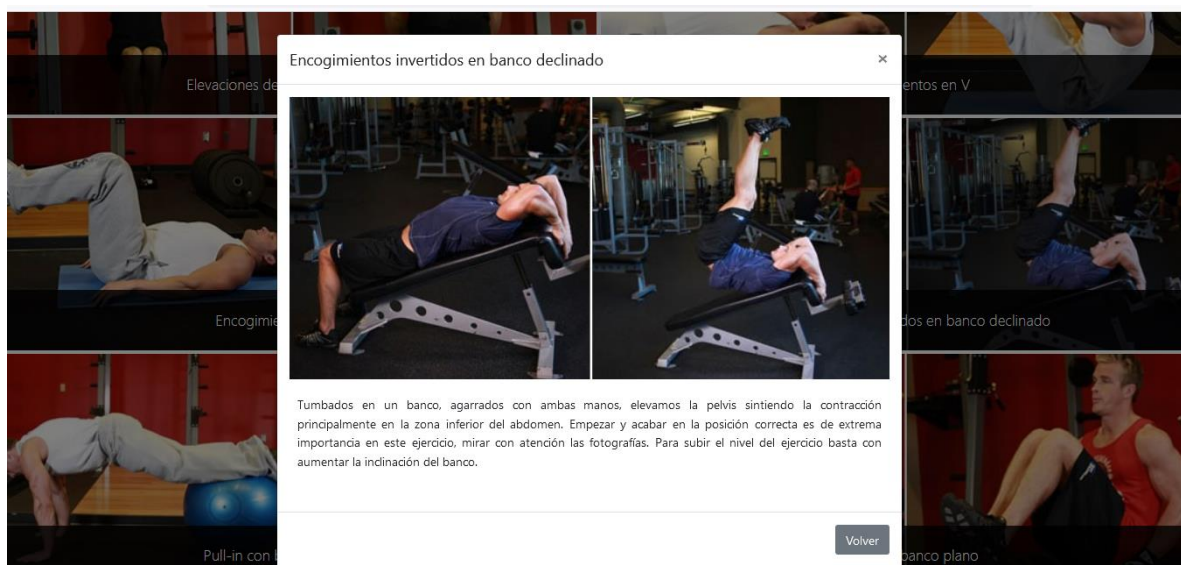 Encogimientos invertidos en banco declinado
×
Elevaciones de
entos en V
Tumbados en un banco, agarrados con ambas manos, elevamos la pelvis sintiendo la contracción
principalmente en la zona inferior del abdomen. Empezar y acabar en la posición correcta es de extrema
importancia en este ejercicio, mirar con atención las fotografías. Para subir el nivel del ejercicio basta con
aumentar la inclinación del banco.
Encogimie
dos en banco declinado
Volver
Pull-in con b
banco plano